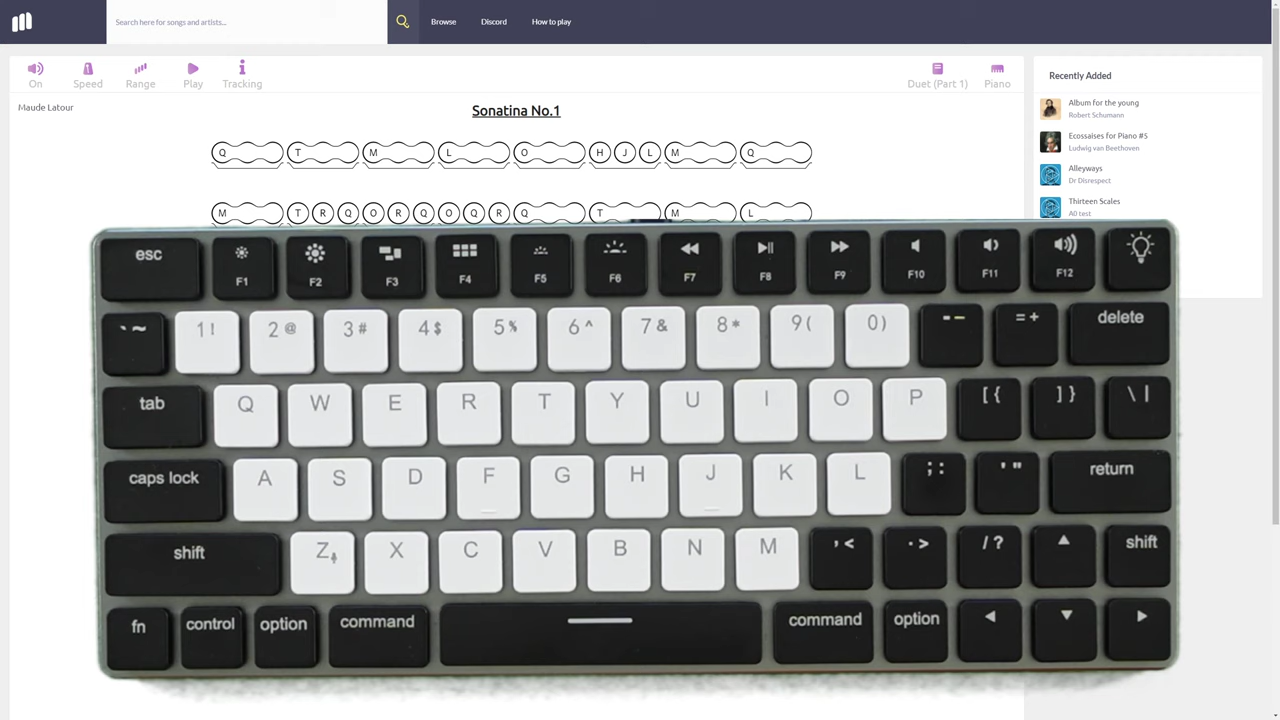 Search here for songs and artists...
Browse
Discord
How to play
On
Speed
Range
Play
Tracking
Duet (Part 1)
Piano
Maude Latour
Sonatina No.1
Q T M L O H J L M Q
M T R Q O R Q O Q R Q T M L
Recently Added
Album for the young
Robert Schumann
Ecossaises for Piano #5
Ludwig van Beethoven
Alleyways
Dr Disrespect
Thirteen Scales
A0 test
esc F1 F2 F3 F4 F5 F6 F7 F8 F9 F10 F11 F12
` ~ 1 ! 2 @ 3 # 4 $ 5 % 6 ^ 7 & 8 * 9 ( 0 ) - – = + delete
tab Q W E R T Y U I O P [ { ] } \ |
caps lock A S D F G H J K L ; : ' " return
shift Z X C V B N M , < . > / ? shift
fn control option command command option